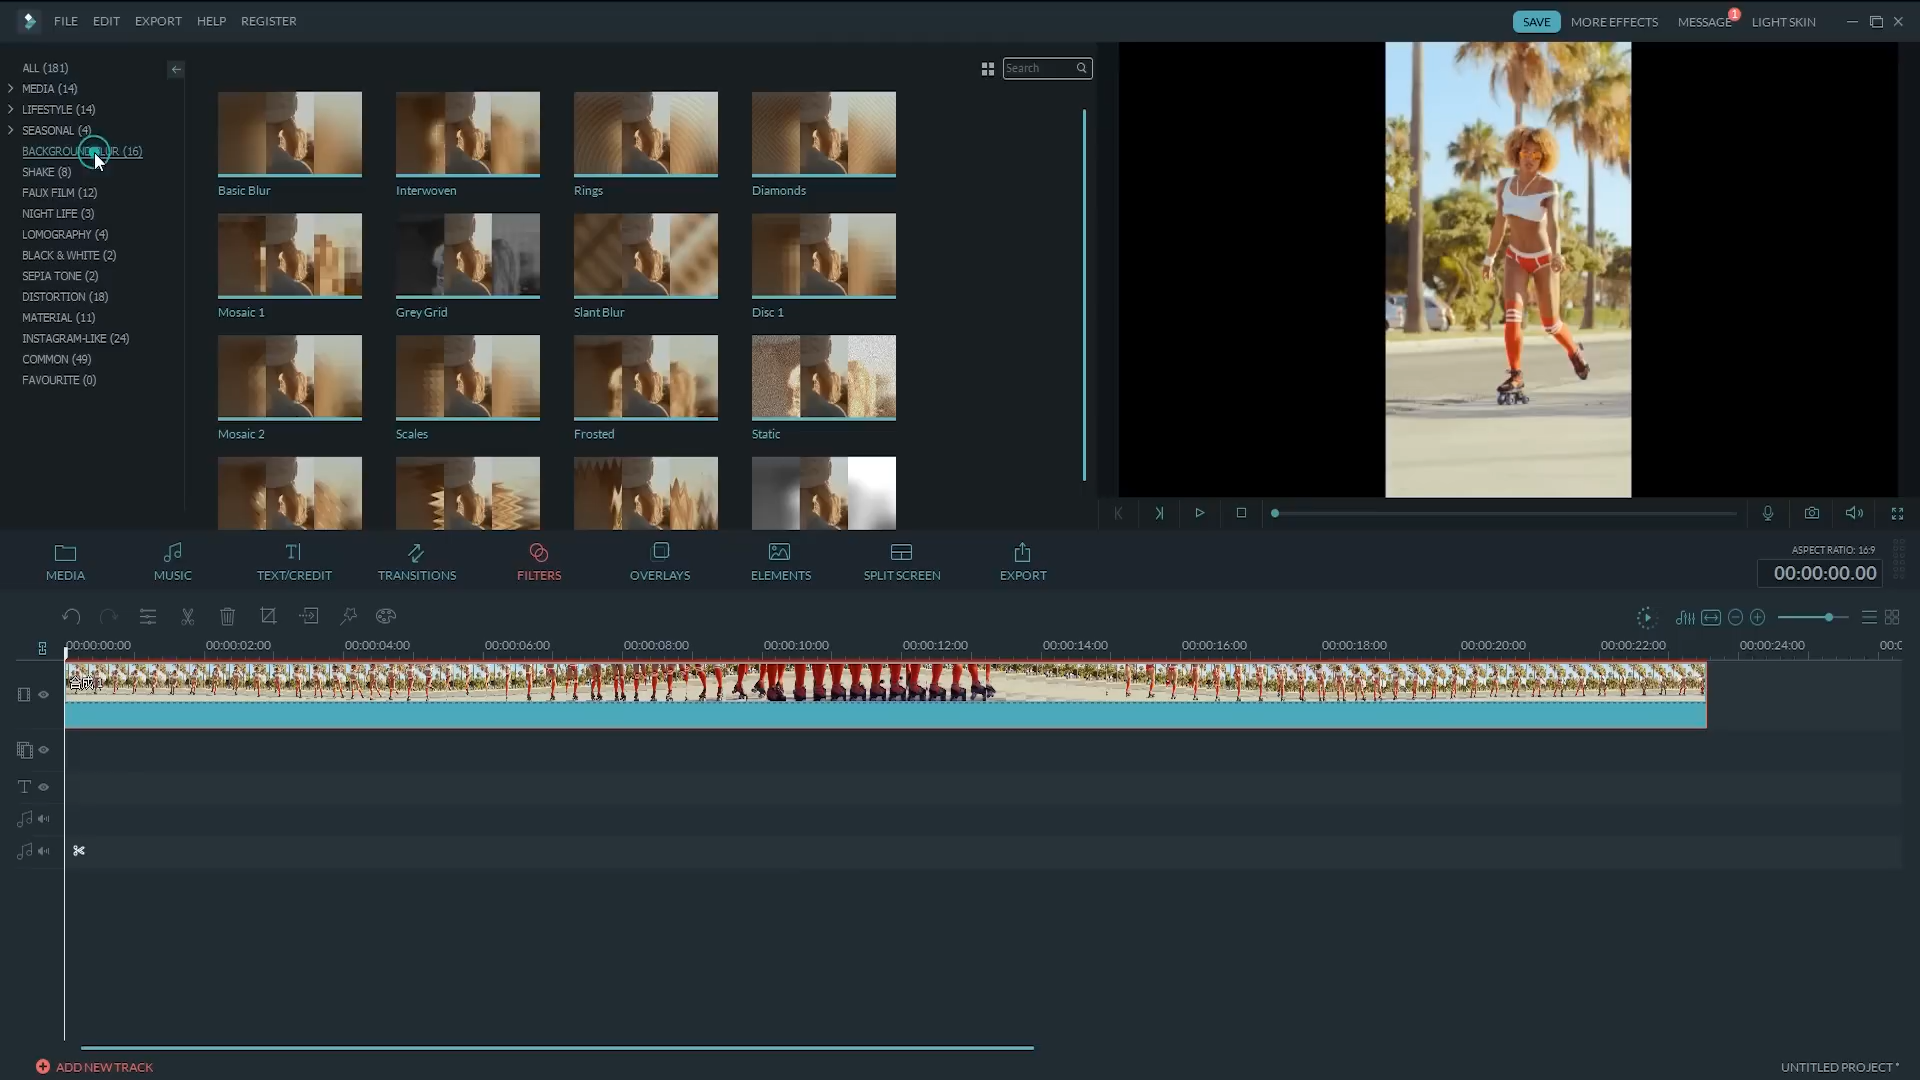 FILE EDIT EXPORT HELP REGISTER
SAVE MORE EFFECTS MESSAGE 1 LIGHT SKIN
ALL (181)
MEDIA (14)
LIFESTYLE (14)
SEASONAL (4)
BACKGROUND BLUR (16)
SHAKE (8)
FAUX FILM (12)
NIGHT LIFE (3)
LOMOGRAPHY (4)
BLACK & WHITE (2)
SEPIA TONE (2)
DISTORTION (18)
MATERIAL (11)
INSTAGRAM-LIKE (24)
COMMON (49)
FAVOURITE (0)
Search
Basic Blur Interwoven Rings Diamonds
Mosaic 1 Grey Grid Slant Blur Disc 1
Mosaic 2 Scales Frosted Static
MEDIA MUSIC TEXT/CREDIT TRANSITIONS FILTERS OVERLAYS ELEMENTS SPLIT SCREEN EXPORT
ASPECT RATIO: 16:9
00:00:00.00
00:00:00:00 00:00:02:00 00:00:04:00 00:00:06:00 00:00:08:00 00:00:10:00 00:00:12:00 00:00:14:00 00:00:16:00 00:00:18:00 00:00:20:00 00:00:22:00 00:00:24:00
合成 1
ADD NEW TRACK
UNTITLED PROJECT *